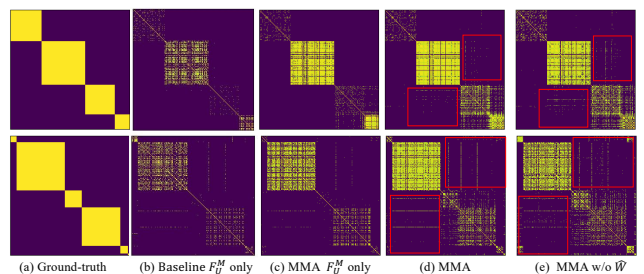 (a) Ground-truth
(b) Baseline F_U^M only
(c) MMA F_U^M only
(d) MMA
(e) MMA w/o Ŵ